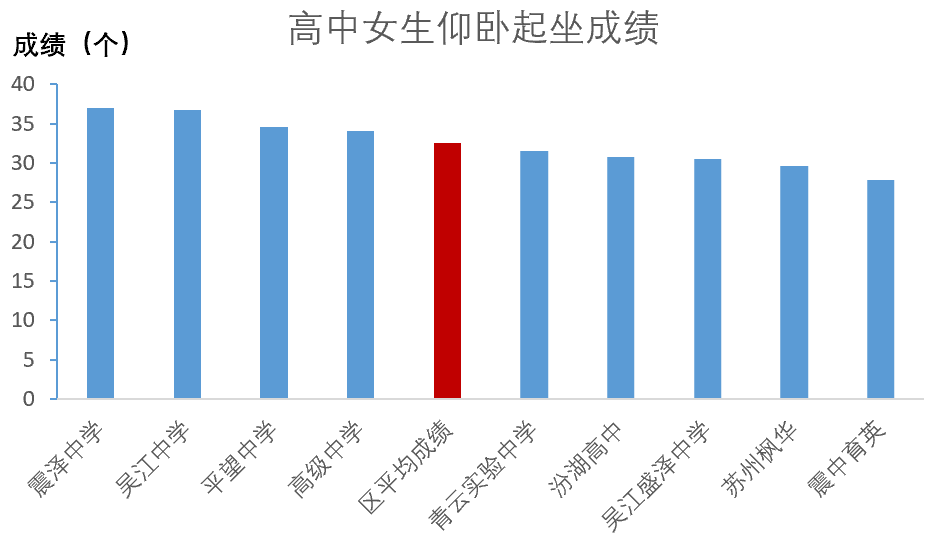 高中女生仰卧起坐成绩
成绩（个）
40
35
30
25
20
15
10
5
0
震泽中学
吴江中学
平望中学
高级中学
区平均成绩
青云实验中学
汾湖高中
吴江盛泽中学
苏州枫华
震中育英